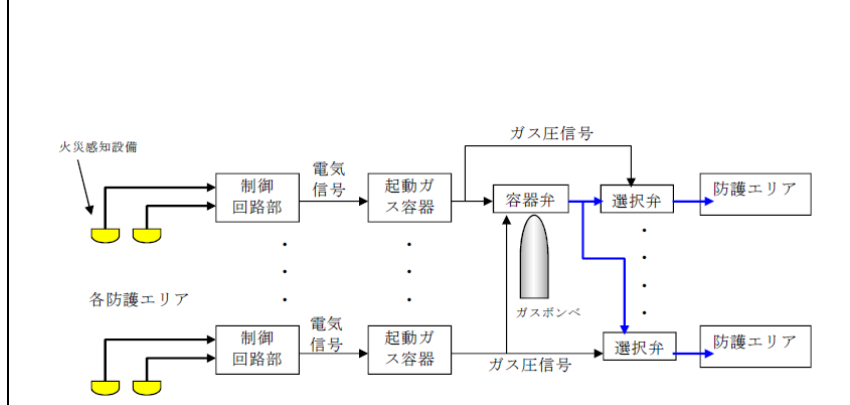 ガス圧信号
火災感知設備
電気
信号
制御
回路部
起動ガ
ス容器
容器弁
選択弁
防護エリア
ガスボンベ
各防護エリア
電気
信号
制御
回路部
起動ガ
ス容器
ガス圧信号
選択弁
防護エリア